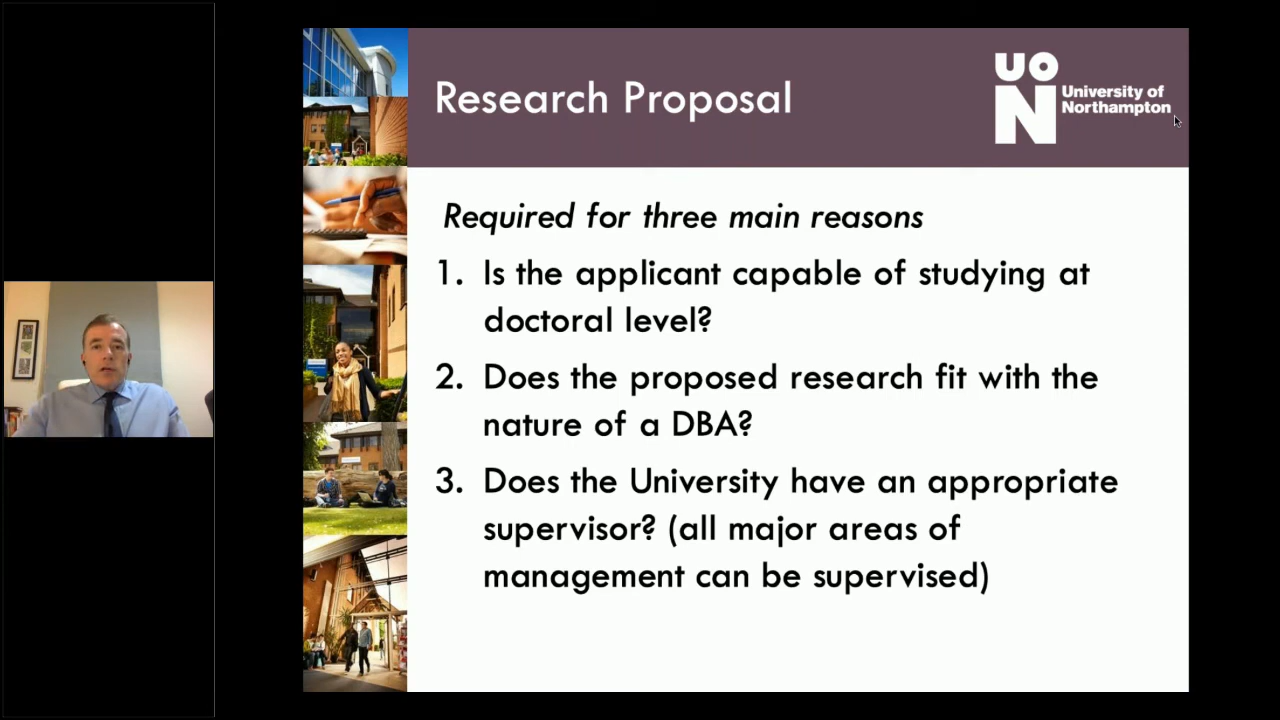 Research Proposal
UON
University of
Northampton
Required for three main reasons
1. Is the applicant capable of studying at
doctoral level?
2. Does the proposed research fit with the
nature of a DBA?
3. Does the University have an appropriate
supervisor? (all major areas of
management can be supervised)